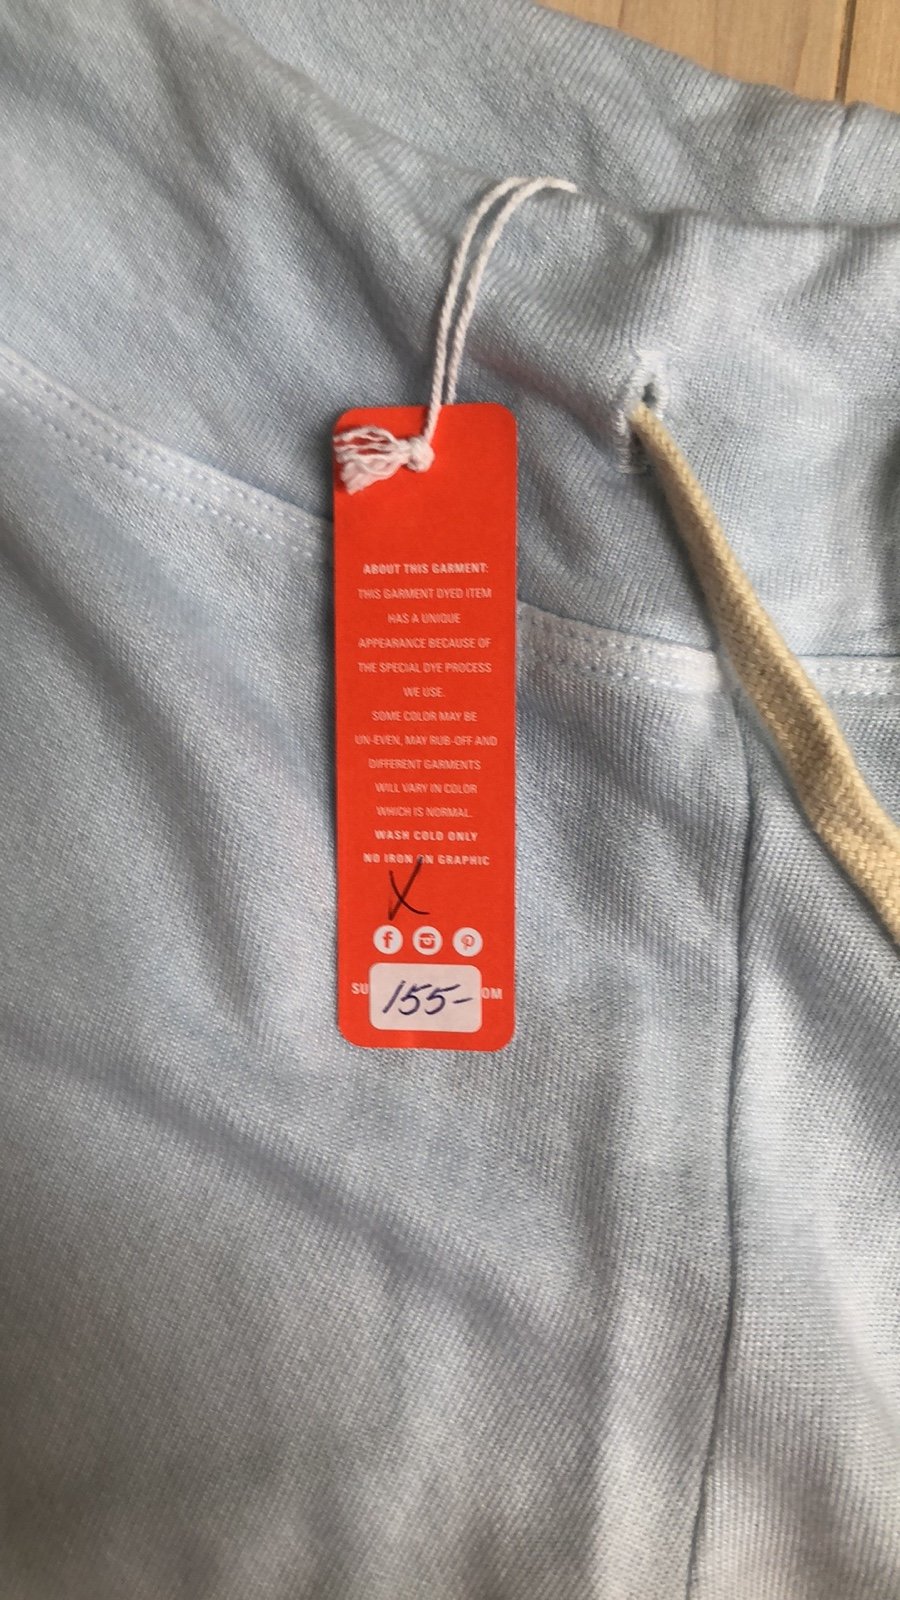 ABOUT THIS GARMENT:
THIS GARMENT DYED ITEM
HAS A UNIQUE
APPEARANCE BECAUSE OF
THE SPECIAL DYE PROCESS
WE USE.
SOME COLOR MAY BE
UN-EVEN, MAY RUB-OFF AND
DIFFERENT GARMENTS
WILL VARY IN COLOR
WHICH IS NORMAL.
WASH COLD ONLY
NO IRON ON GRAPHIC
X
SU 155- OM